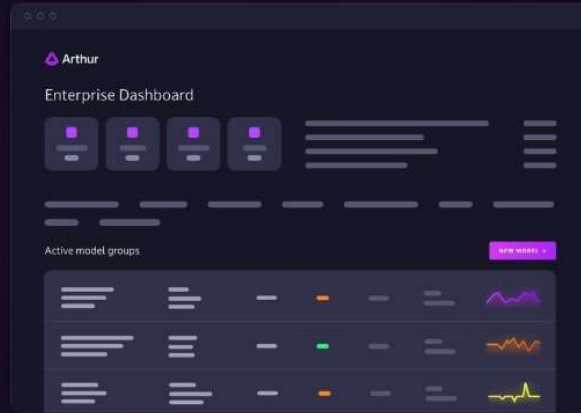 Arthur
Enterprise Dashboard
Active model groups
NEW MODEL +